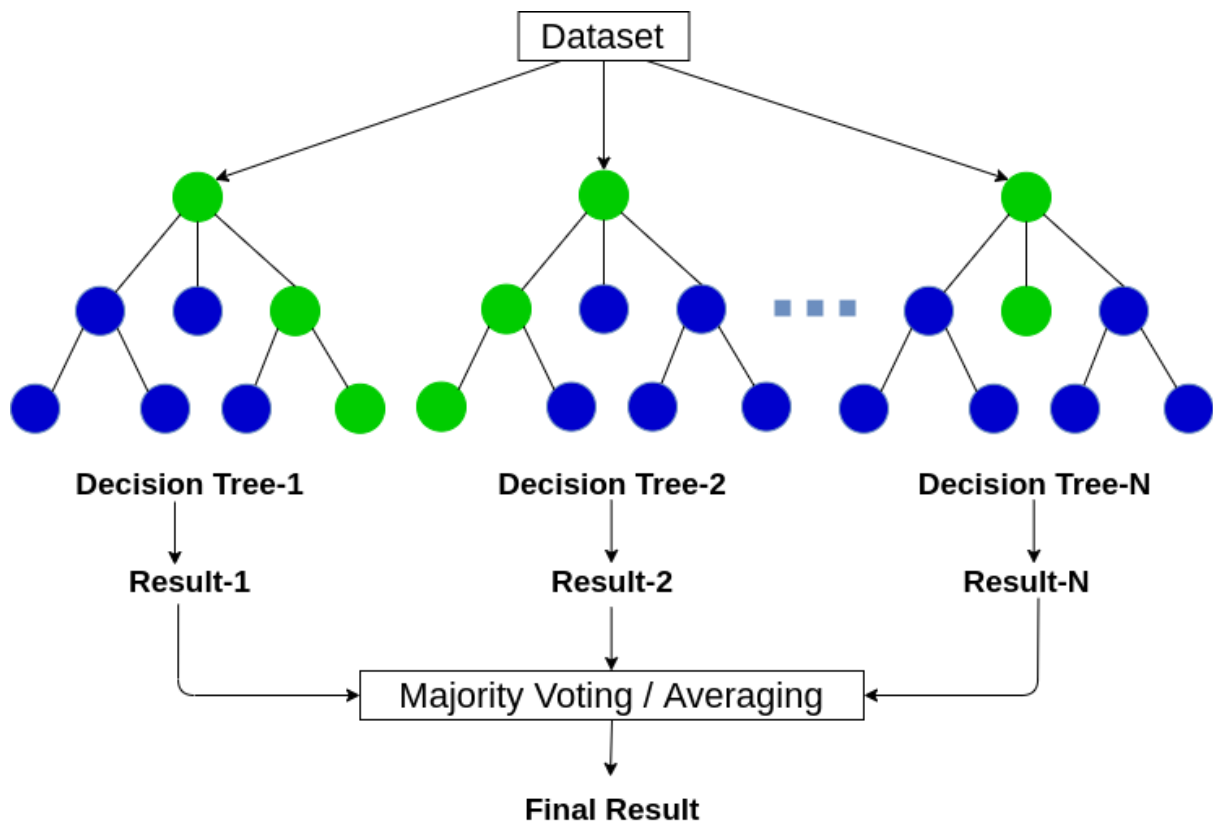 Dataset
Decision Tree-1
Decision Tree-2
Decision Tree-N
Result-1
Result-2
Result-N
Majority Voting / Averaging
Final Result